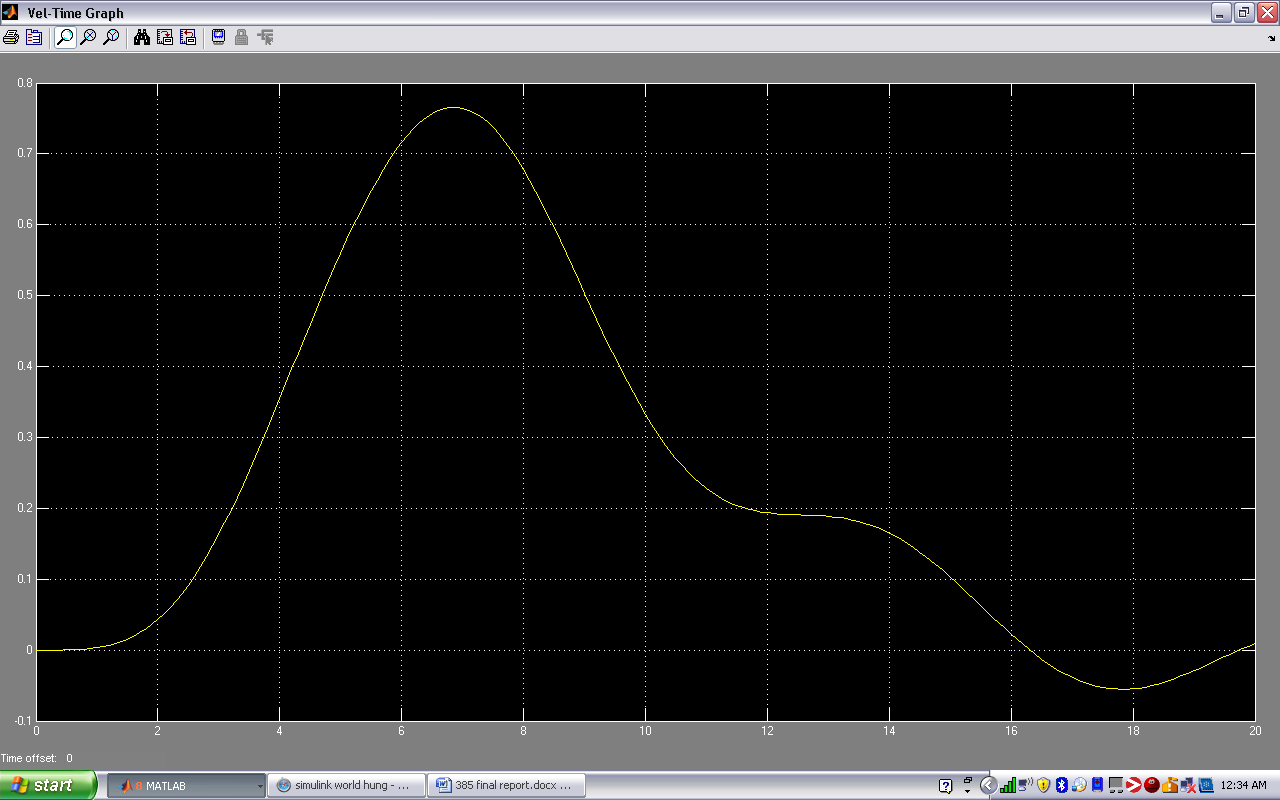 Vel-Time Graph
0.8
0.7
0.6
0.5
0.4
0.3
0.2
0.1
0
-0.1
0 2 4 6 8 10 12 14 16 18 20
Time offset: 0
start 8 MATLAB simulink world hung - ... 385 final report.docx ... 12:34 AM